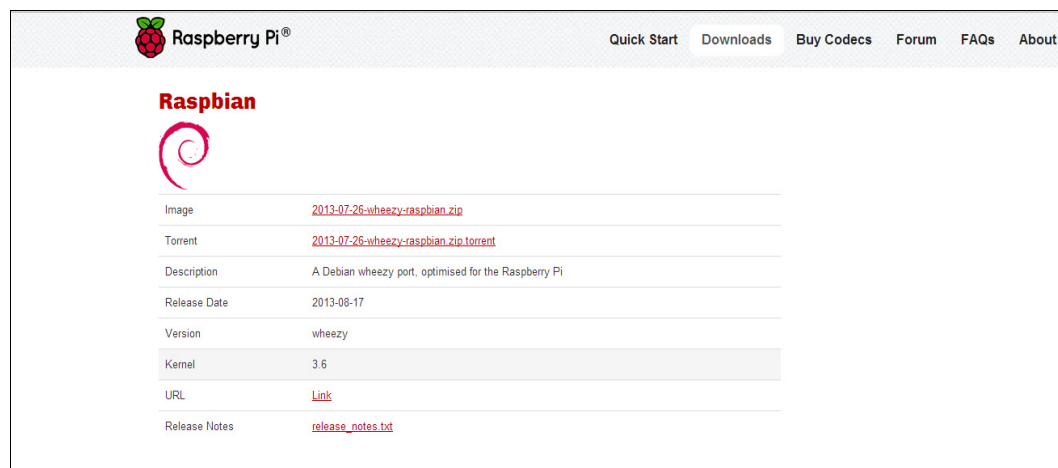 Raspberry Pi®
Quick Start Downloads Buy Codecs Forum FAQs About
Raspbian
Image 2013-07-26-wheezy-raspbian.zip
Torrent 2013-07-26-wheezy-raspbian.zip.torrent
Description A Debian wheezy port, optimised for the Raspberry Pi
Release Date 2013-08-17
Version wheezy
Kernel 3.6
URL Link
Release Notes release_notes.txt